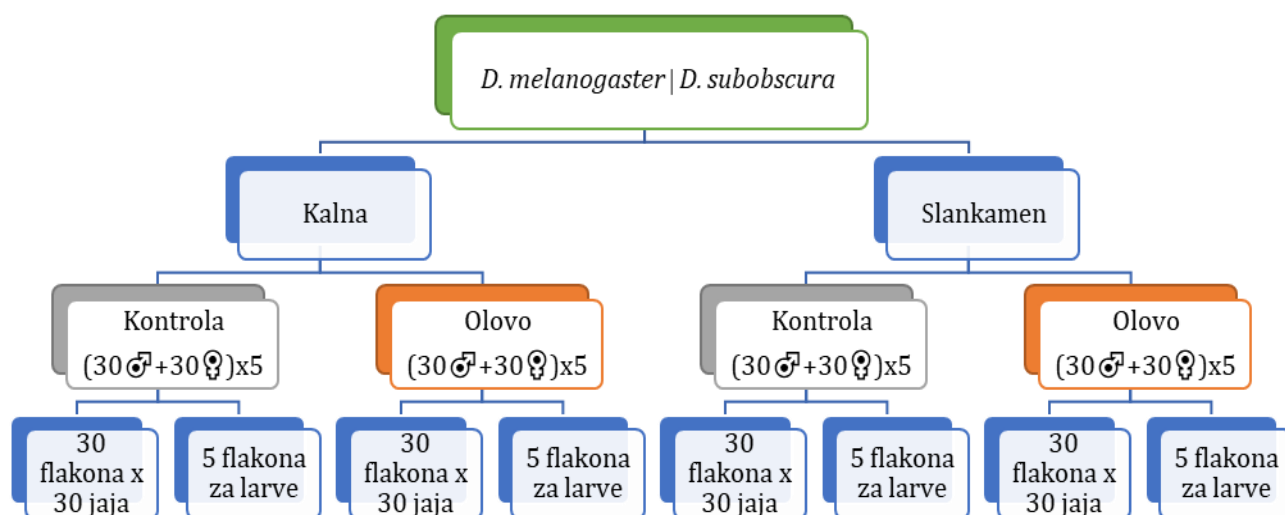 D. melanogaster | D. subobscura
Kalna
Slankamen
Kontrola
(30♂+30♀)x5
Olovo
(30♂+30♀)x5
Kontrola
(30♂+30♀)x5
Olovo
(30♂+30♀)x5
30
flakona x
30 jaja
5 flakona
za larve
30
flakona x
30 jaja
5 flakona
za larve
30
flakona x
30 jaja
5 flakona
za larve
30
flakona x
30 jaja
5 flakona
za larve